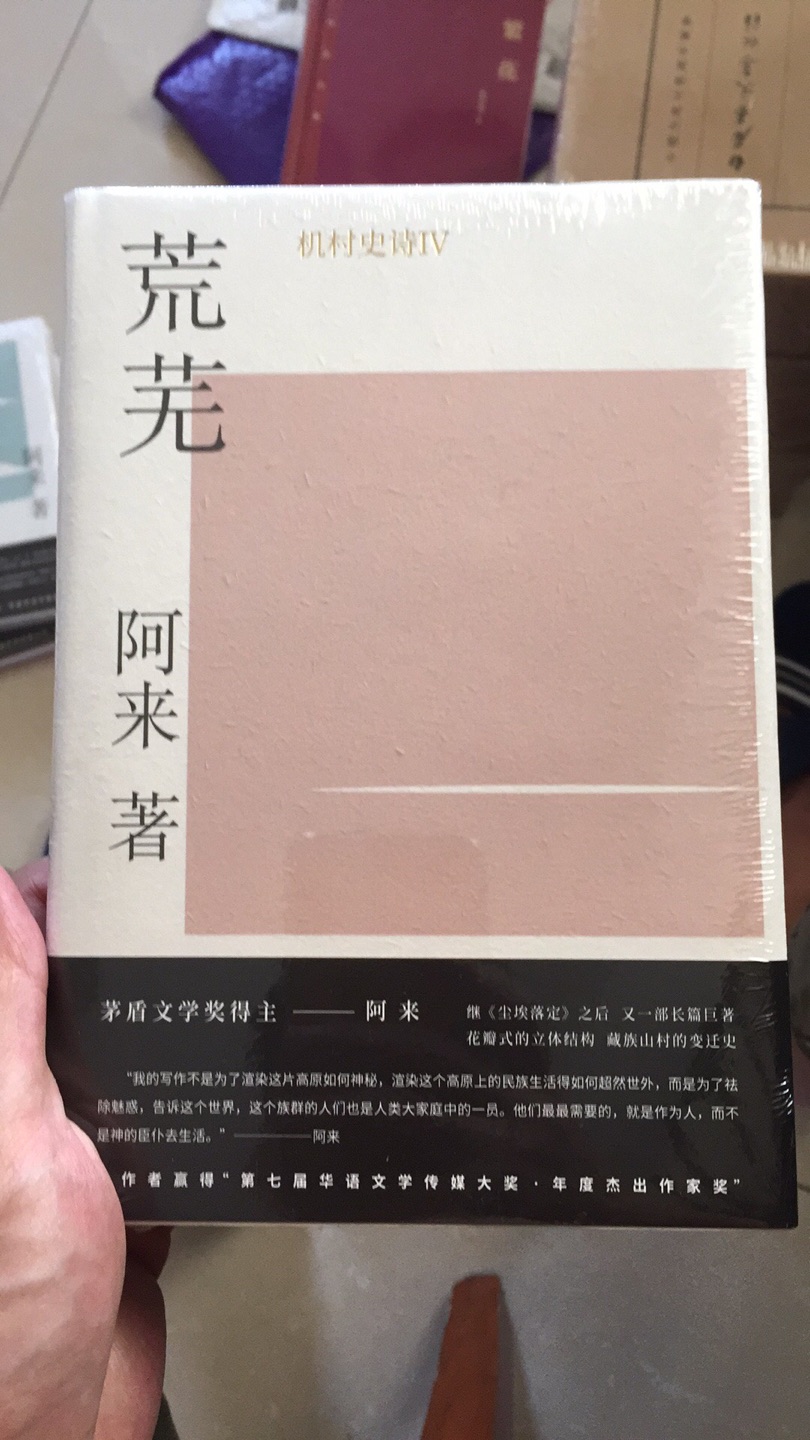 繁花
机村史诗IV
荒芜
阿来 著
茅盾文学奖得主 ——— 阿来
继《尘埃落定》之后 又一部长篇巨著
花瓣式的立体结构 藏族山村的变迁史
“我的写作不是为了渲染这片高原如何神秘，渲染这个高原上的民族生活得如何超然世外，而是为了祛
除魅惑，告诉这个世界，这个族群的人们也是人类大家庭中的一员。他们最最需要的，就是作为人，而不
是神的臣仆去生活。” ————阿来
作者赢得“第七届华语文学传媒大奖·年度杰出作家奖”
阿来 著